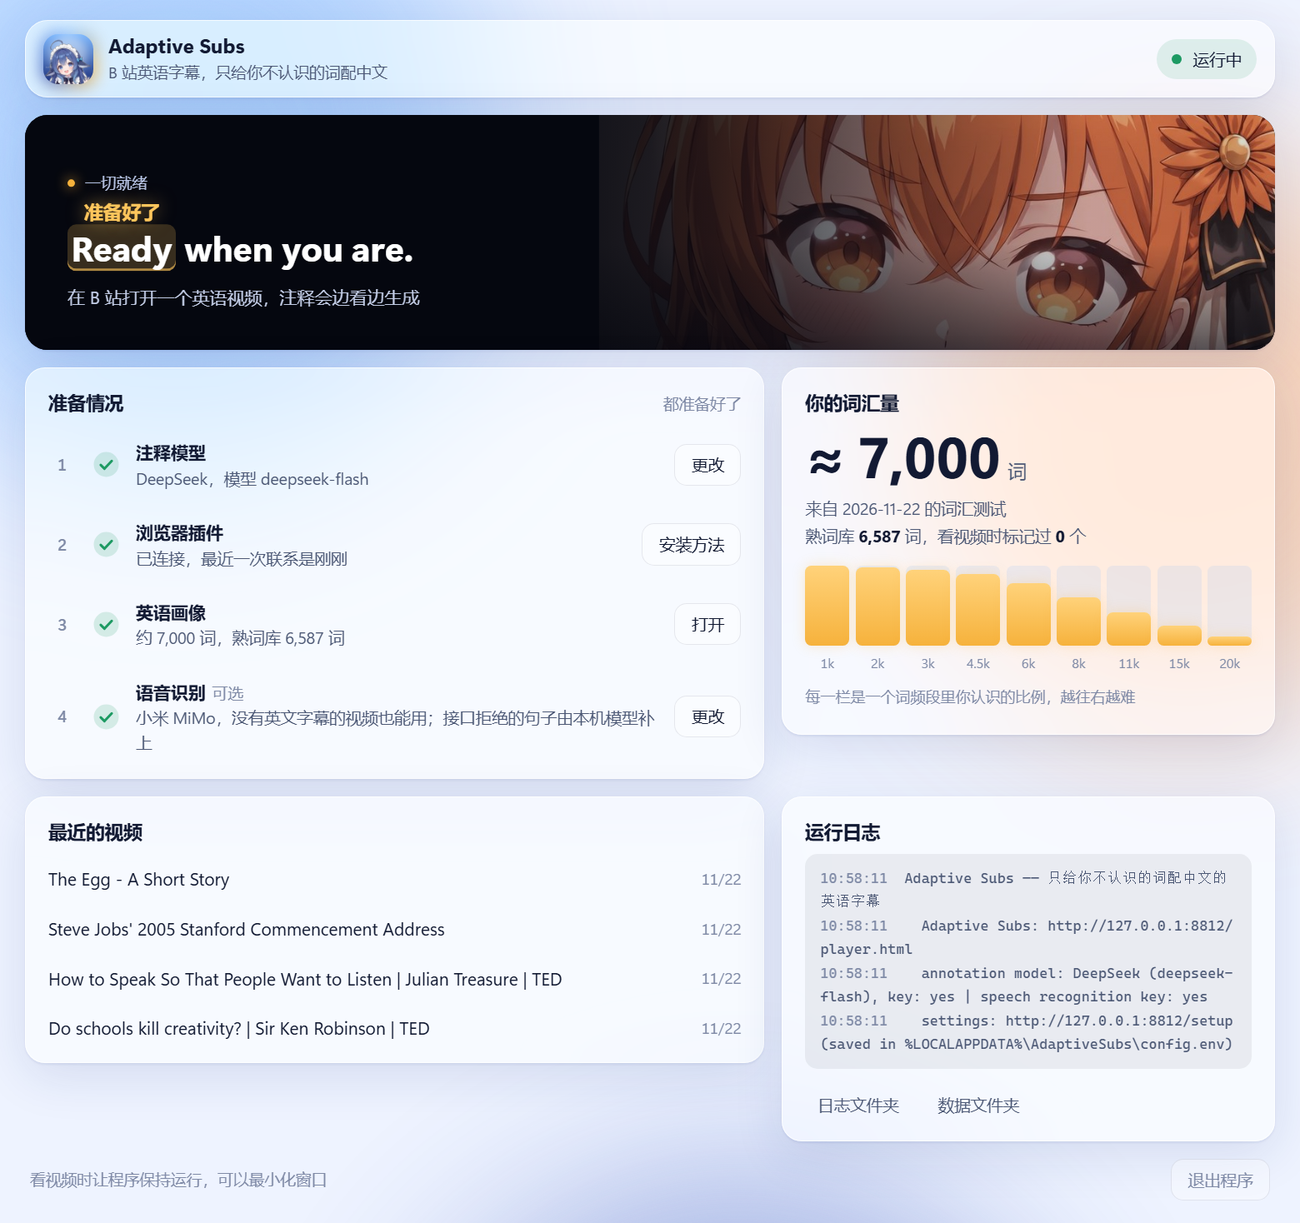 Adaptive Subs
B 站英语字幕，只给你不认识的词配中文
运行中
一切就绪
准备好了
Ready when you are.
在 B 站打开一个英语视频，注释会边看边生成
准备情况
都准备好了
1
注释模型
DeepSeek，模型 deepseek-flash
更改
2
浏览器插件
已连接，最近一次联系是刚刚
安装方法
3
英语画像
约 7,000 词，熟词库 6,587 词
打开
4
语音识别 可选
小米 MiMo，没有英文字幕的视频也能用；接口拒绝的句子由本机模型补
上
更改
你的词汇量
≈ 7,000 词
来自 2026-11-22 的词汇测试
熟词库 6,587 词，看视频时标记过 0 个
1k 2k 3k 4.5k 6k 8k 11k 15k 20k
每一栏是一个词频段里你认识的比例，越往右越难
最近的视频
The Egg - A Short Story 11/22
Steve Jobs' 2005 Stanford Commencement Address 11/22
How to Speak So That People Want to Listen | Julian Treasure | TED 11/22
Do schools kill creativity? | Sir Ken Robinson | TED 11/22
运行日志
10:58:11 Adaptive Subs —— 只给你不认识的词配中文的
英语字幕
10:58:11 Adaptive Subs: http://127.0.0.1:8812/
player.html
10:58:11 annotation model: DeepSeek (deepseek-
flash), key: yes | speech recognition key: yes
10:58:11 settings: http://127.0.0.1:8812/setup
(saved in %LOCALAPPDATA%\AdaptiveSubs\config.env)
日志文件夹 数据文件夹
看视频时让程序保持运行，可以最小化窗口
退出程序